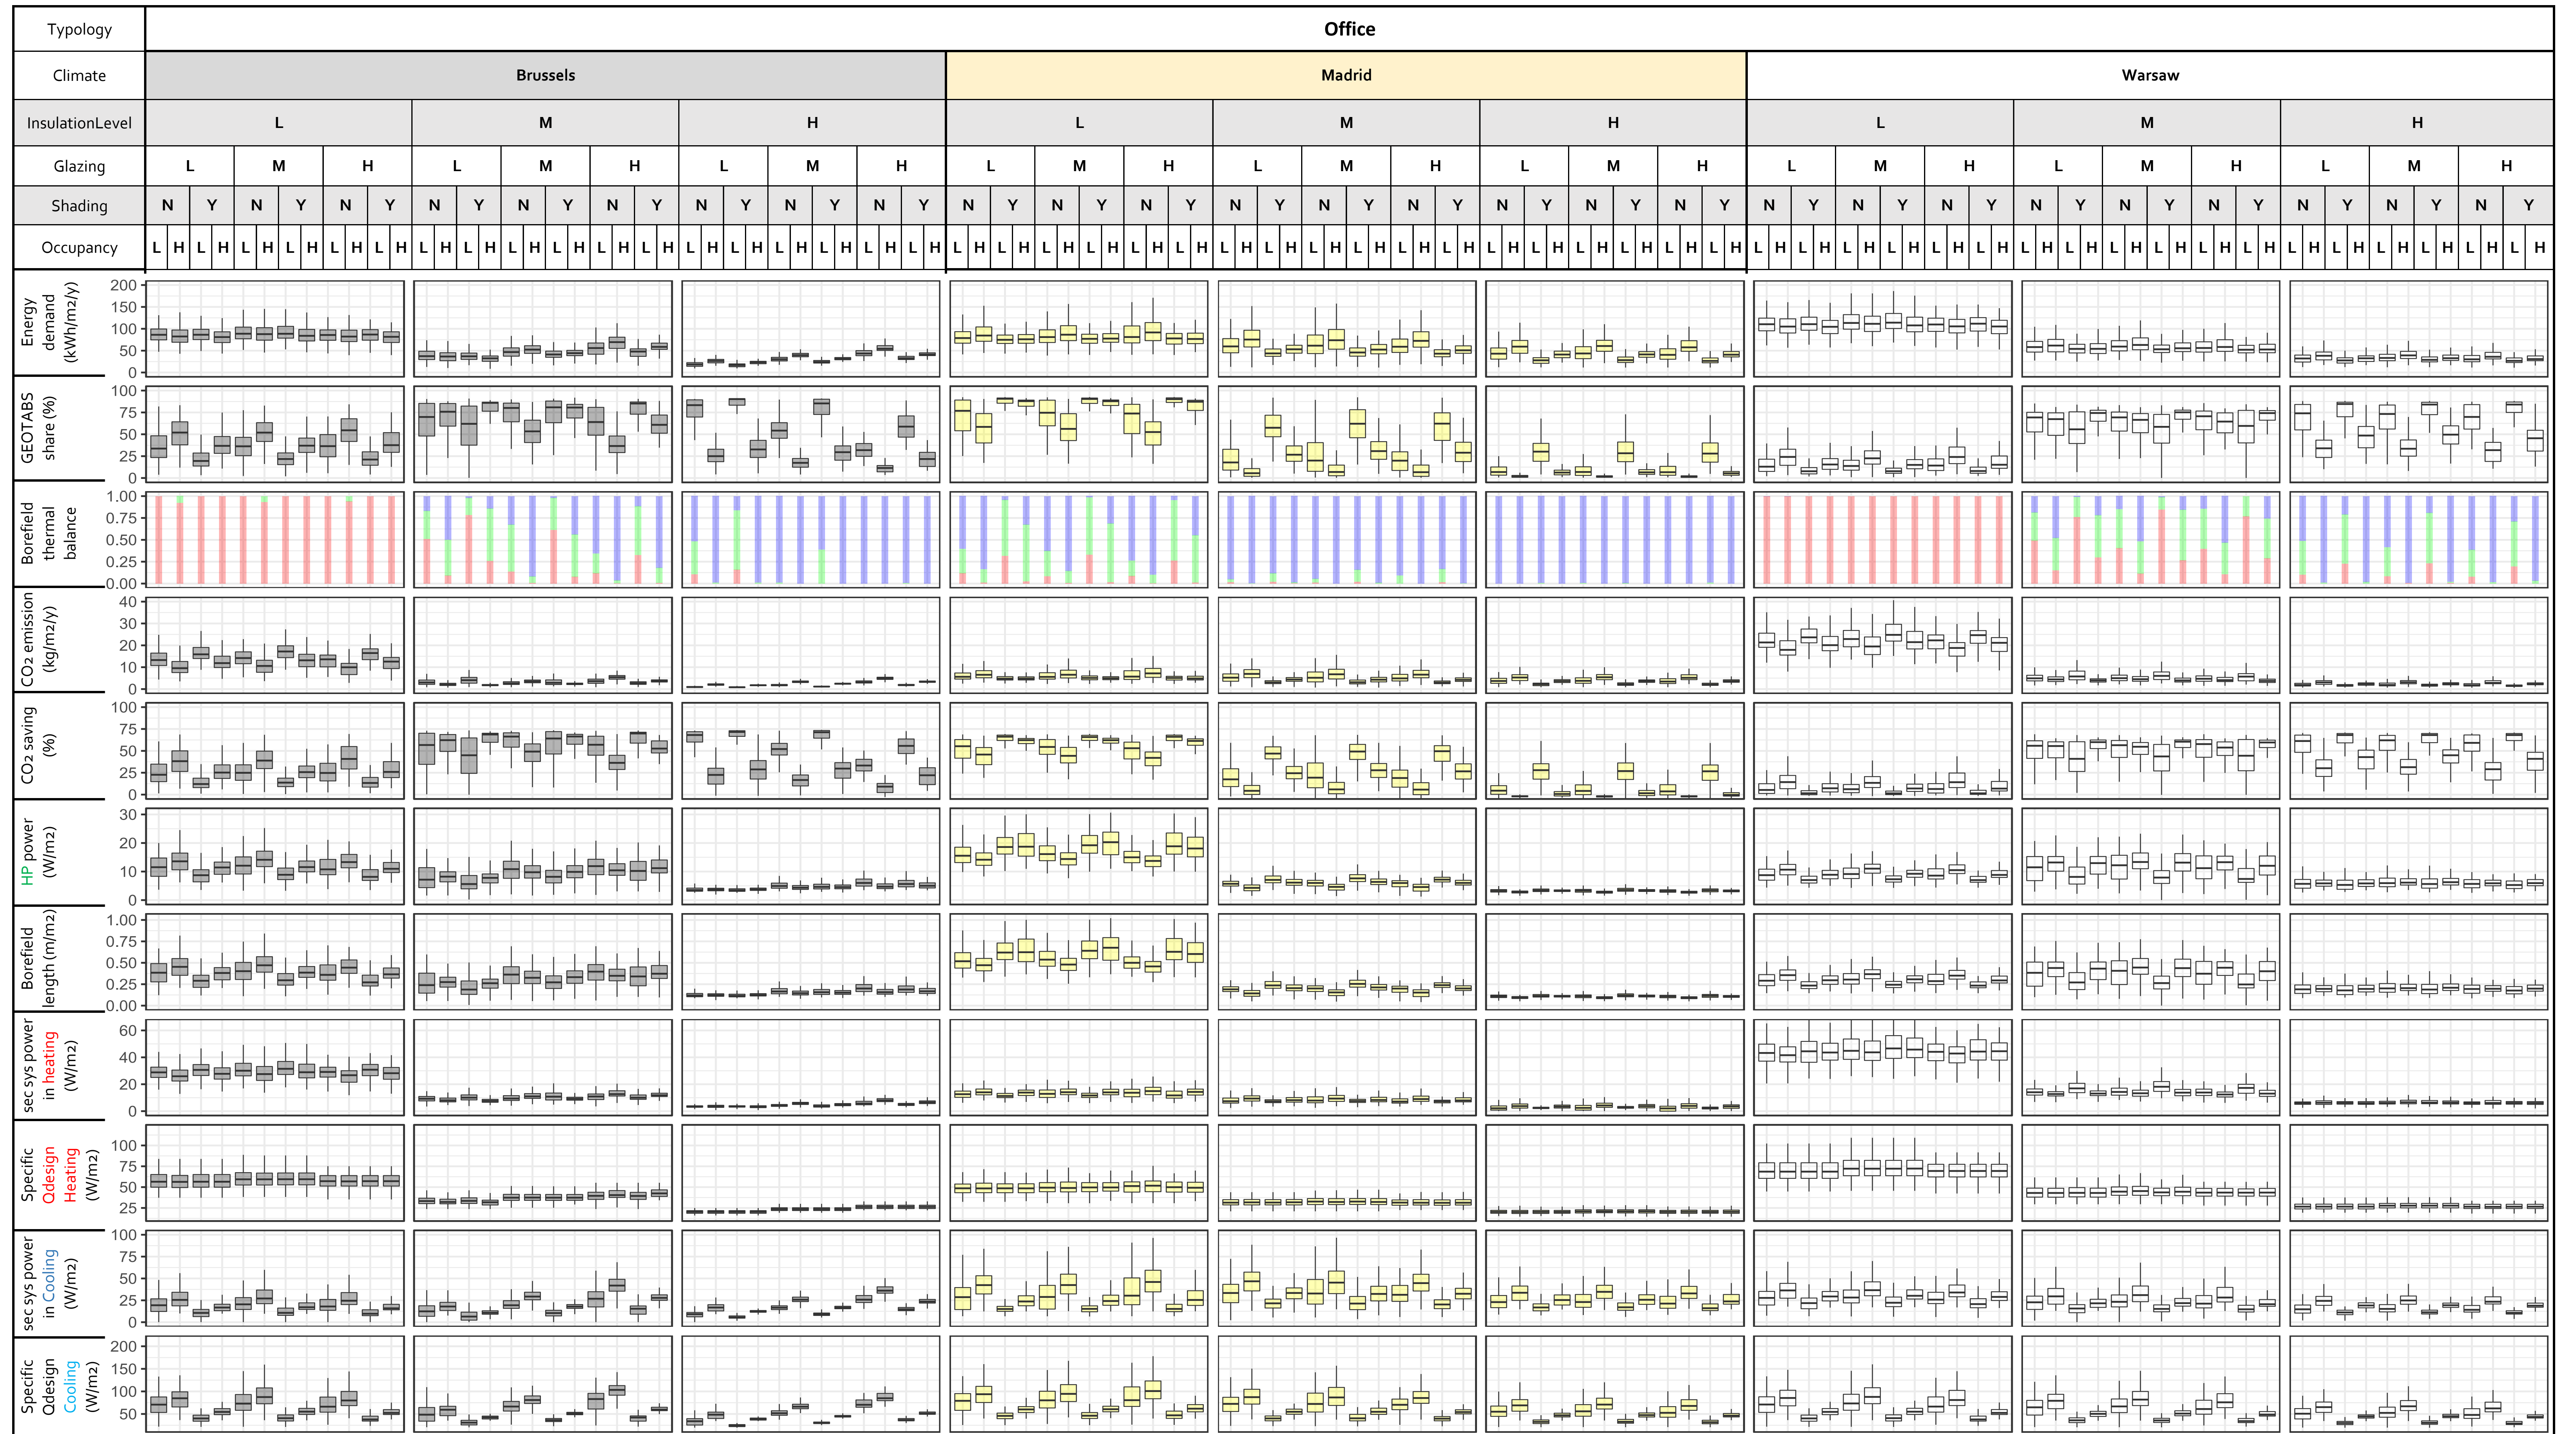 Typology Office
Climate Brussels Madrid Warsaw
InsulationLevel L M H L M H L M H
Glazing L M H L M H L M H L M H L M H L M H L M H L M H L M H
Shading N Y N Y N Y N Y N Y N Y N Y N Y N Y N Y N Y N Y N Y N Y N Y N Y N Y N Y N Y N Y N Y N Y N Y N Y N Y N Y N Y
Occupancy L H L H L H L H L H L H L H L H L H L H L H L H L H L H L H L H L H L H L H L H L H L H L H L H L H L H L H L H L H L H L H L H L H L H L H L H L H L H L H L H L H L H L H L H L H L H L H L H L H L H L H L H L H L H L H
Energy
demand
(kWh/m2/y)
200
150
100
50
0
GEOTABS
share (%)
100
75
50
25
0
Borefield
thermal
balance
1.00
0.75
0.50
0.25
0.00
CO2 emission
(kg/m2/y)
40
30
20
10
0
CO2 saving
(%)
100
75
50
25
0
HP power
(W/m2)
30
20
10
0
Borefield
length (m/m2)
1.00
0.75
0.50
0.25
0.00
sec sys power
in heating
(W/m2)
60
40
20
0
Specific
Qdesign
Heating
(W/m2)
100
75
50
25
sec sys power
in Cooling
(W/m2)
100
75
50
25
0
Specific
Qdesign
Cooling
(W/m2)
200
150
100
50